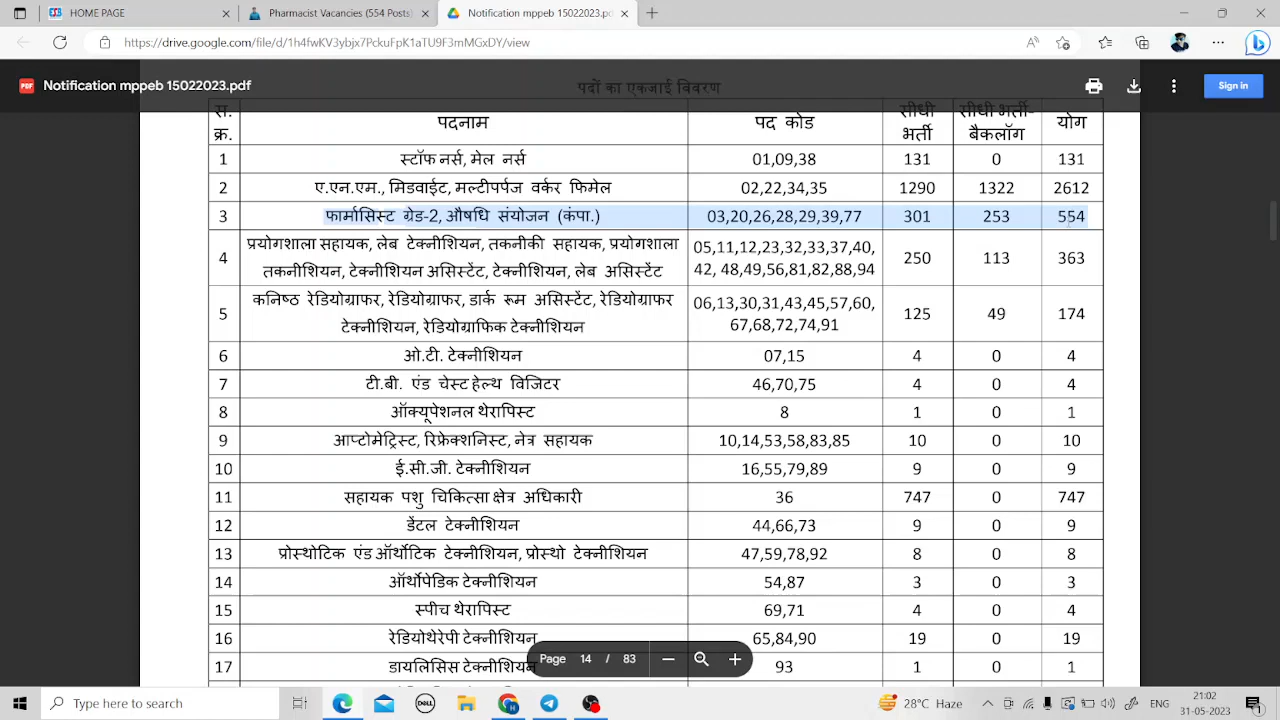 HOME PAGE
Pharmacist Vacancies (554 Posts)
Notification mppeb 15022023.pd
https://drive.google.com/file/d/1h4fwKV3ybjx7PckuFpK1aTU9F3mMGxDY/view
Notification mppeb 15022023.pdf
Sign in
पदों का एकजाई विवरण
स. क्र. पदनाम पद कोड सीधी भर्ती सीधी भर्ती- बैकलॉग योग
1 स्टॉफ नर्स, मेल नर्स 01,09,38 131 0 131
2 ए.एन.एम., मिडवाईट, मल्टीपर्पज वर्कर फिमेल 02,22,34,35 1290 1322 2612
3 फार्मासिस्ट ग्रेड-2, औषधि संयोजन (कंपा.) 03,20,26,28,29,39,77 301 253 554
4 प्रयोगशाला सहायक, लेब टेक्नीशियन, तकनीकी सहायक, प्रयोगशाला 05,11,12,23,32,33,37,40, 250 113 363
तकनीशियन, टेक्नीशियन असिस्टेंट, टेक्नीशियन, लेब असिस्टेंट 42, 48,49,56,81,82,88,94
5 कनिष्ठ रेडियोग्राफर, रेडियोग्राफर, डार्क रूम असिस्टेंट, रेडियोग्राफर 06,13,30,31,43,45,57,60, 125 49 174
टेक्नीशियन, रेडियोग्राफिक टेक्नीशियन 67,68,72,74,91
6 ओ.टी. टेक्नीशियन 07,15 4 0 4
7 टी.बी. एंड चेस्ट हेल्थ विजिटर 46,70,75 4 0 4
8 ऑक्यूपेशनल थेरापिस्ट 8 1 0 1
9 आप्टोमेट्रिस्ट, रिफ्रेक्शनिस्ट, नेत्र सहायक 10,14,53,58,83,85 10 0 10
10 ई.सी.जी. टेक्नीशियन 16,55,79,89 9 0 9
11 सहायक पशु चिकित्सा क्षेत्र अधिकारी 36 747 0 747
12 डेंटल टेक्नीशियन 44,66,73 9 0 9
13 प्रोस्थोटिक एंड ऑर्थोटिक टेक्नीशियन, प्रोस्थो टेक्नीशियन 47,59,78,92 8 0 8
14 ऑर्थोपेडिक टेक्नीशियन 54,87 3 0 3
15 स्पीच थेरापिस्ट 69,71 4 0 4
16 रेडियोथेरेपी टेक्नीशियन 65,84,90 19 0 19
17 डायलिसिस टेक्नीशियन 93 1 0 1
Page 14 / 83
Type here to search
28°C Haze
ENG
21:02
31-05-2023